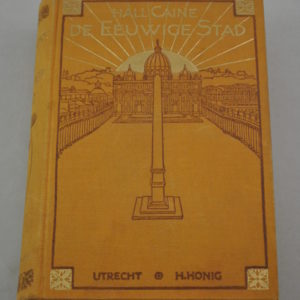 HALL CAINE
DE EEUWIGE STAD
UTRECHT H. HONIG